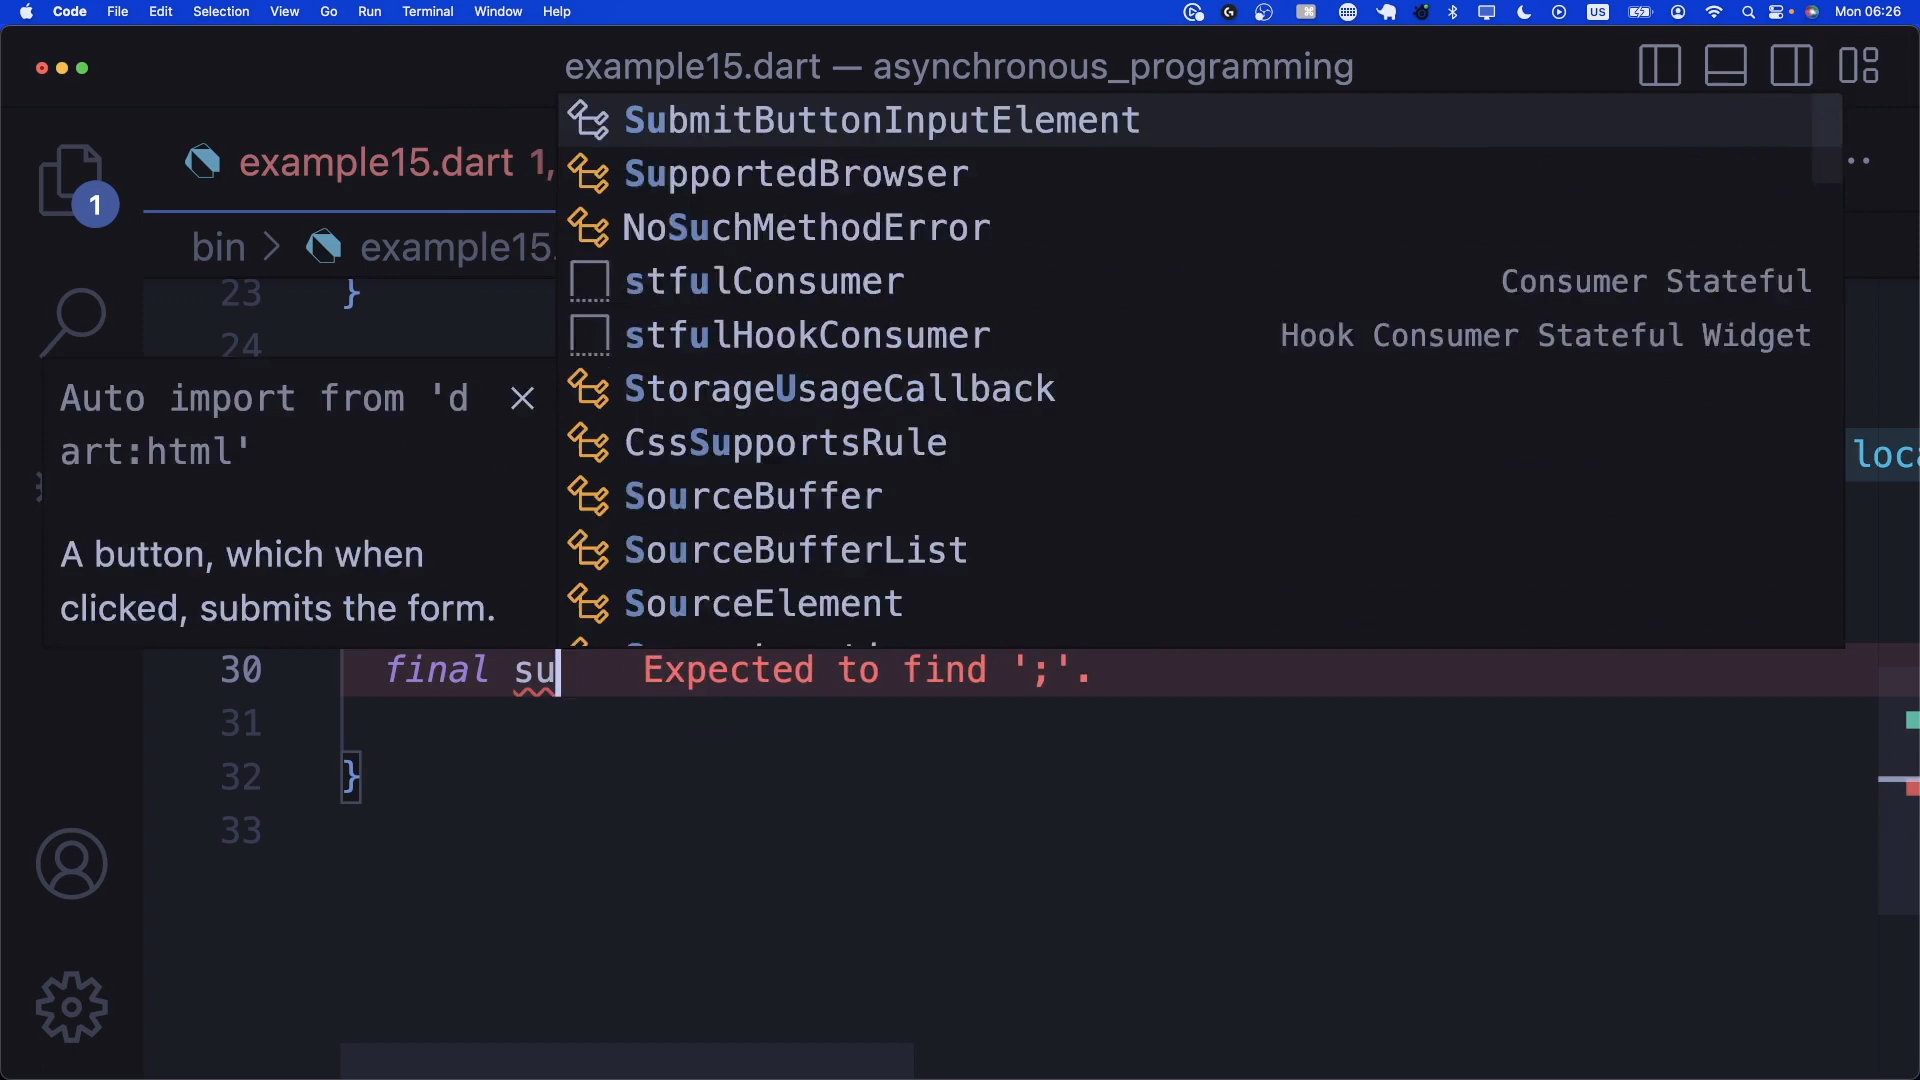 Code File Edit Selection View Go Run Terminal Window Help US Mon 06:26
example15.dart — asynchronous_programming
example15.dart 1,
1
bin > example15.
23 }
24
SubmitButtonInputElement
SupportedBrowser
NoSuchMethodError
stfulConsumer Consumer Stateful
stfulHookConsumer Hook Consumer Stateful Widget
StorageUsageCallback
CssSupportsRule
SourceBuffer
SourceBufferList
SourceElement
Auto import from 'd
art:html'
A button, which when
clicked, submits the form.
loca
30 final su Expected to find ';'.
31
32 }
33